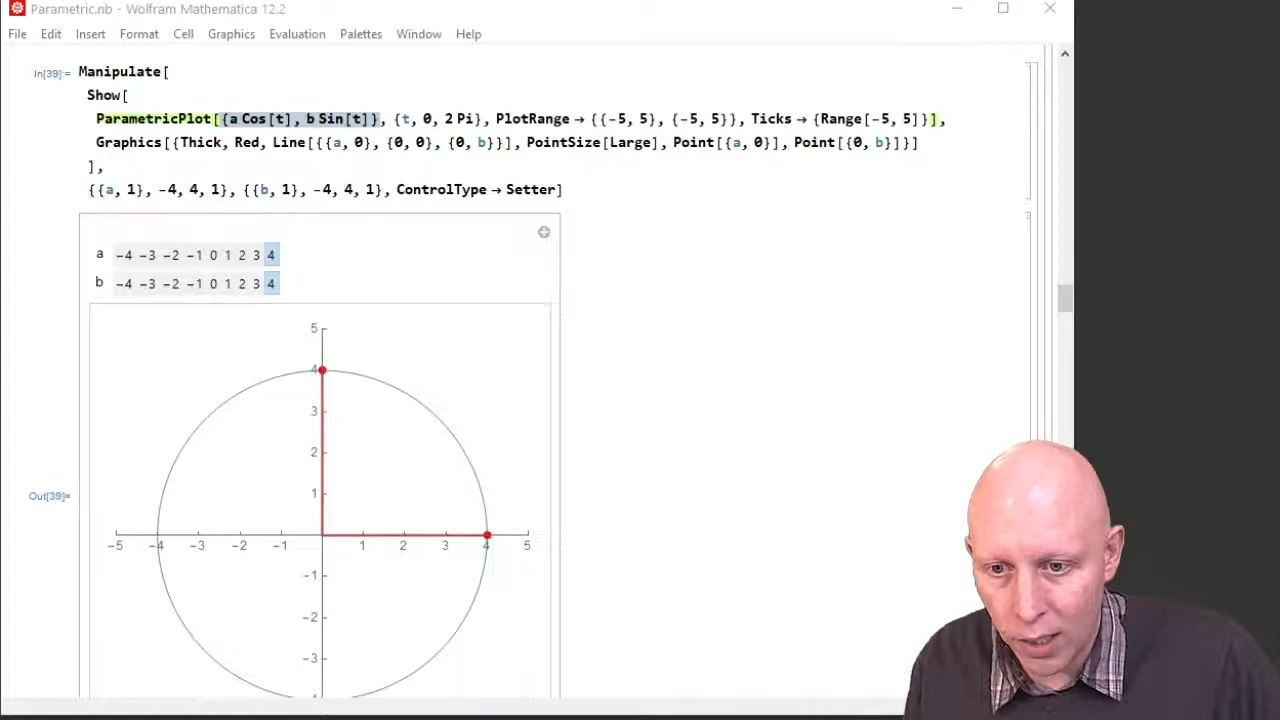 Parametric.nb - Wolfram Mathematica 12.2
File Edit Insert Format Cell Graphics Evaluation Palettes Window Help
In[39]:= Manipulate[
Show[
ParametricPlot[{a Cos[t], b Sin[t]}, {t, 0, 2 Pi}, PlotRange → {{-5, 5}, {-5, 5}}, Ticks → {Range[-5, 5]}],
Graphics[{Thick, Red, Line[{{a, 0}, {0, 0}, {0, b}}], PointSize[Large], Point[{a, 0}], Point[{0, b}]}]
],
{{a, 1}, -4, 4, 1}, {{b, 1}, -4, 4, 1}, ControlType → Setter]
a -4 -3 -2 -1 0 1 2 3 4
b -4 -3 -2 -1 0 1 2 3 4
5
4
3
2
1
Out[39]=
-5 -4 -3 -2 -1 1 2 3 4 5
-1
-2
-3